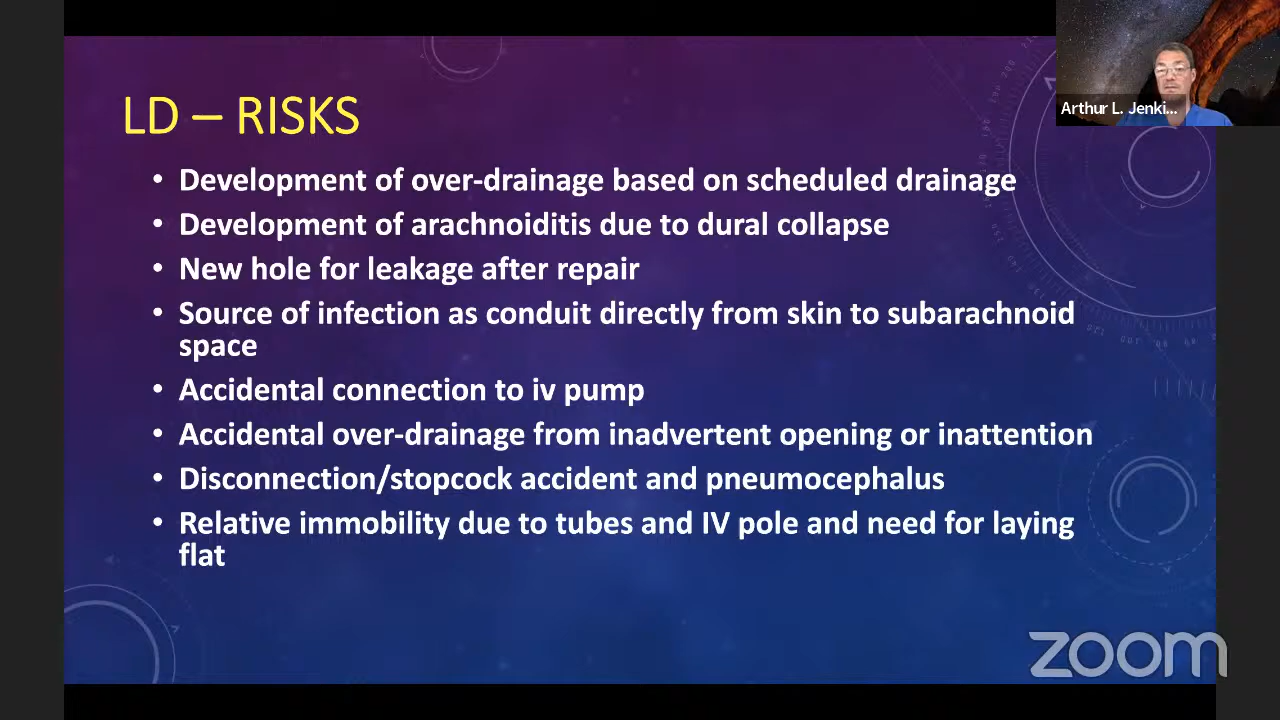 Arthur L. Jenki...
LD – RISKS
• Development of over-drainage based on scheduled drainage
• Development of arachnoiditis due to dural collapse
• New hole for leakage after repair
• Source of infection as conduit directly from skin to subarachnoid
space
• Accidental connection to iv pump
• Accidental over-drainage from inadvertent opening or inattention
• Disconnection/stopcock accident and pneumocephalus
• Relative immobility due to tubes and IV pole and need for laying
flat
zoom